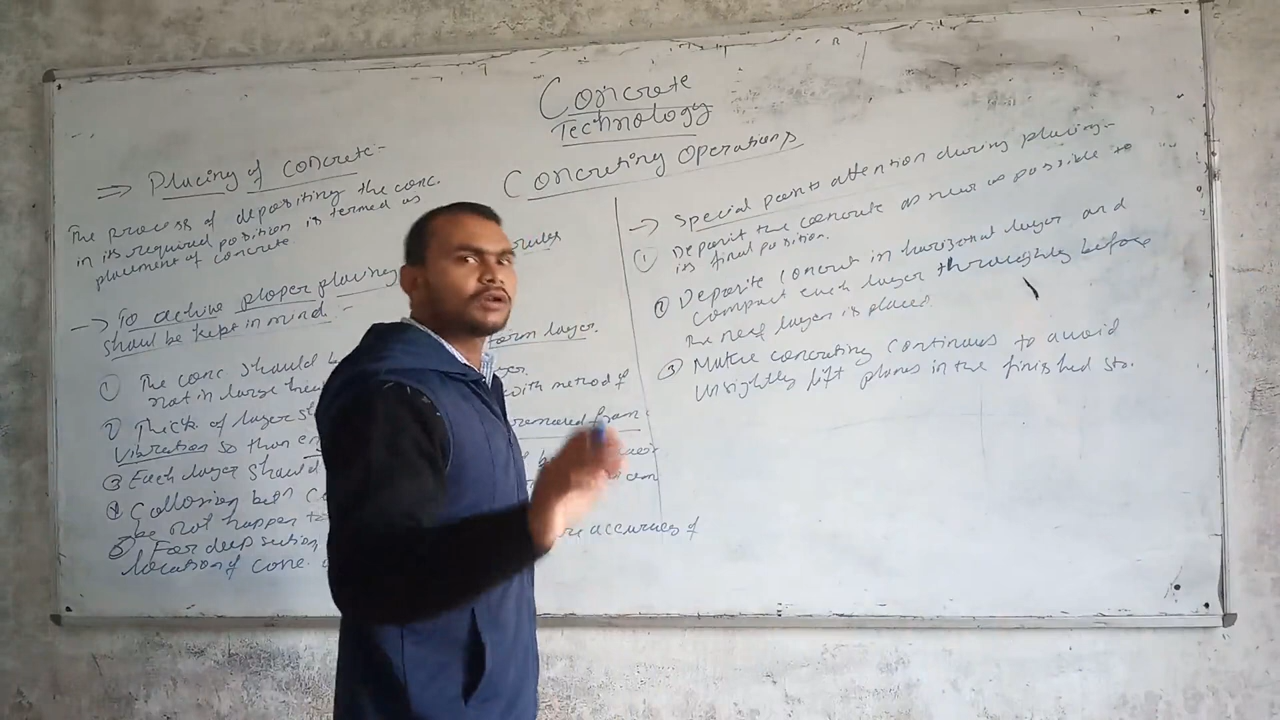 Concrete
Technology
Concreting Operations
=> Placing of Concrete:-
The process of depositing the conc.
in its required position is termed as
placement of concrete.
--> To achive proper placing
rules
should be kept in mind.:-
① The conc should
form layer.
not in large
② Thick of layer
with method of
Vibration so than
removed from
③ Each layer should
④ Collosion betn
be not happen
⑤ For deep section
accuracy of
location of conc.
-> Special points attention during placing:-
① Deposit the concrete as near as possible to
its final position.
② Deposite concrt in horizonal layer and
compact each layer throughly before
the next layer is placed.
③ Make concreting continous to avoid
unsightly lift planes in the finished str.